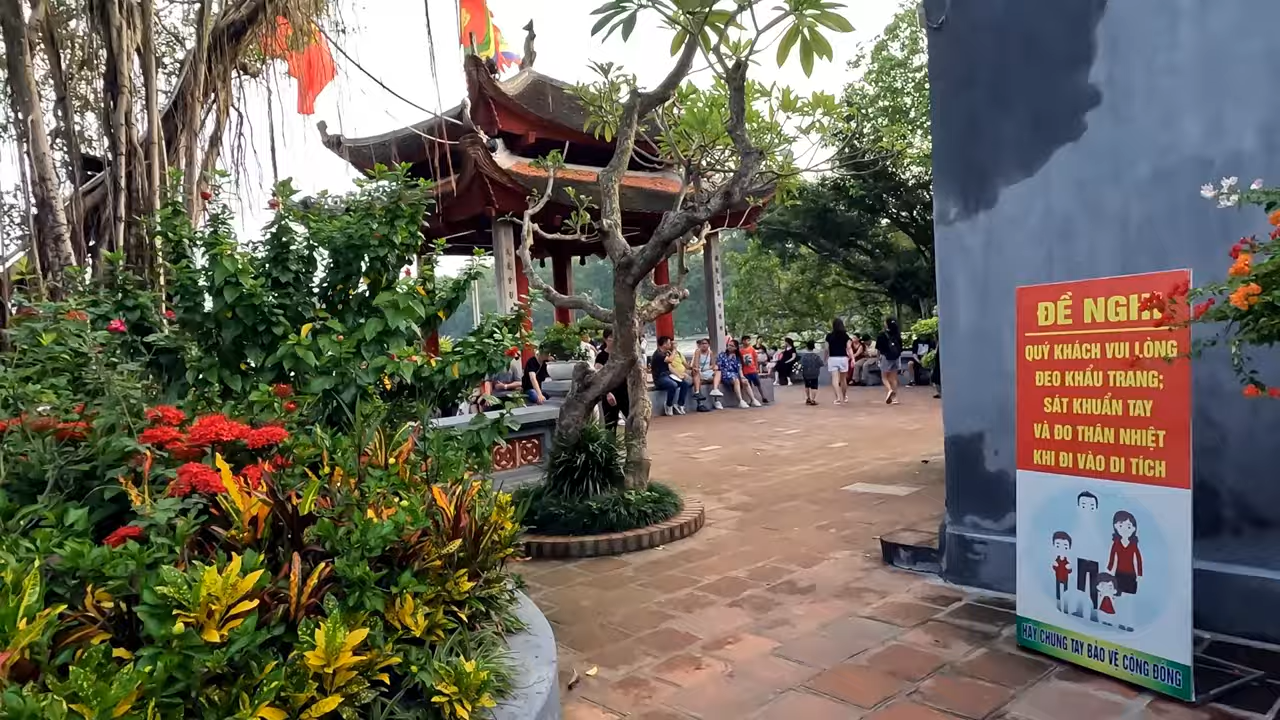 ĐỀ NGHỊ
QUÝ KHÁCH VUI LÒNG
ĐEO KHẨU TRANG;
SÁT KHUẨN TAY
VÀ ĐO THÂN NHIỆT
KHI ĐI VÀO DI TÍCH
HÃY CHUNG TAY BẢO VỆ CỘNG ĐỒNG